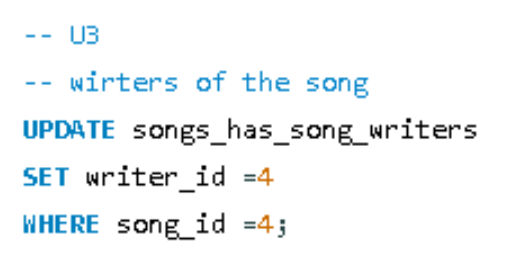 -- U3
-- wirters of the song
UPDATE songs_has_song_writers
SET writer_id =4
WHERE song_id =4;